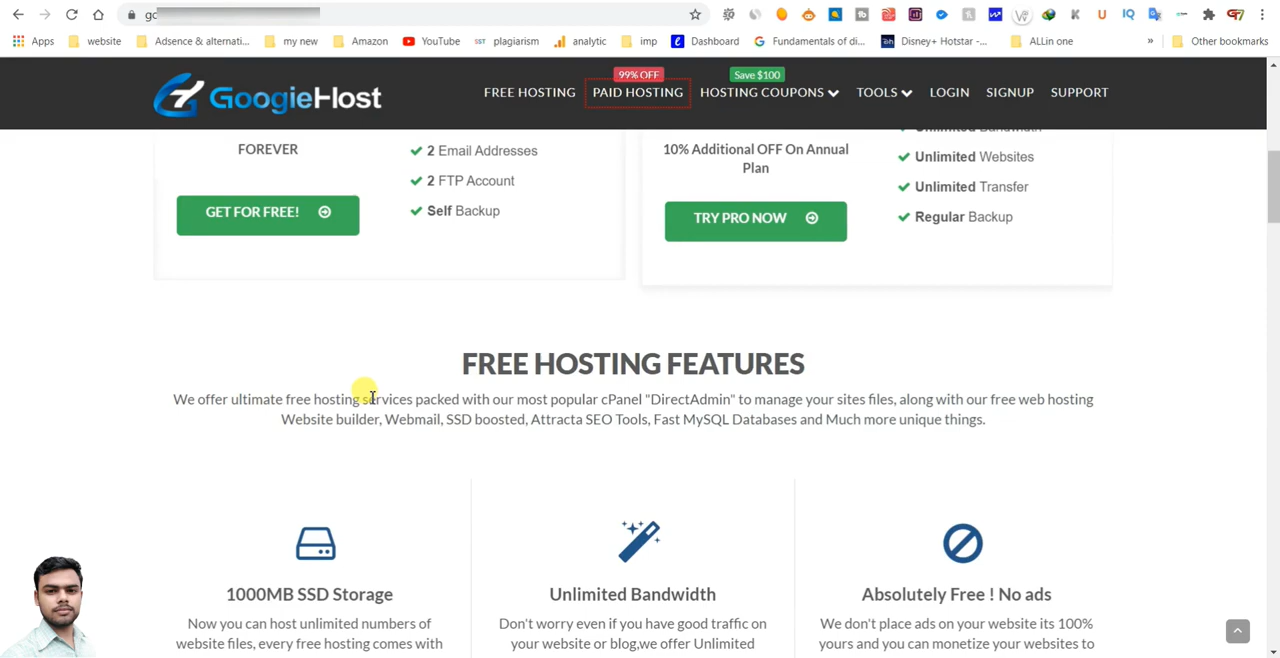 gc
Apps website Adsence & alternati... my new Amazon YouTube SST plagiarism analytic imp Dashboard Fundamentals of di... Disney+ Hotstar -... ALLin one » Other bookmarks
99% OFF Save $100
GoogieHost FREE HOSTING PAID HOSTING HOSTING COUPONS TOOLS LOGIN SIGNUP SUPPORT
FOREVER
2 Email Addresses
2 FTP Account
Self Backup
GET FOR FREE!
10% Additional OFF On Annual
Plan
Unlimited Bandwidth
Unlimited Websites
Unlimited Transfer
Regular Backup
TRY PRO NOW
FREE HOSTING FEATURES
We offer ultimate free hosting services packed with our most popular cPanel "DirectAdmin" to manage your sites files, along with our free web hosting
Website builder, Webmail, SSD boosted, Attracta SEO Tools, Fast MySQL Databases and Much more unique things.
1000MB SSD Storage
Now you can host unlimited numbers of
website files, every free hosting comes with
Unlimited Bandwidth
Don't worry even if you have good traffic on
your website or blog,we offer Unlimited
Absolutely Free ! No ads
We don't place ads on your website its 100%
yours and you can monetize your websites to